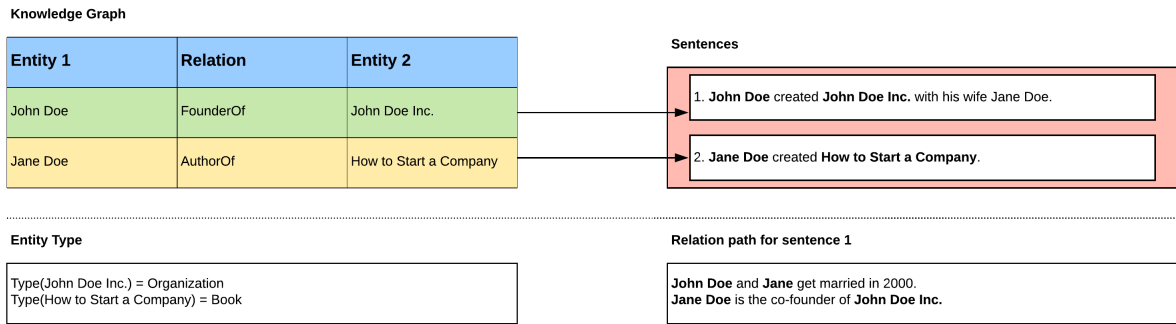 Knowledge Graph
Sentences
Entity 1 Relation Entity 2
John Doe FounderOf John Doe Inc.
1. John Doe created John Doe Inc. with his wife Jane Doe.
Jane Doe AuthorOf How to Start a Company
2. Jane Doe created How to Start a Company.
Entity Type
Type(John Doe Inc.) = Organization
Type(How to Start a Company) = Book
Relation path for sentence 1
John Doe and Jane get married in 2000.
Jane Doe is the co-founder of John Doe Inc.